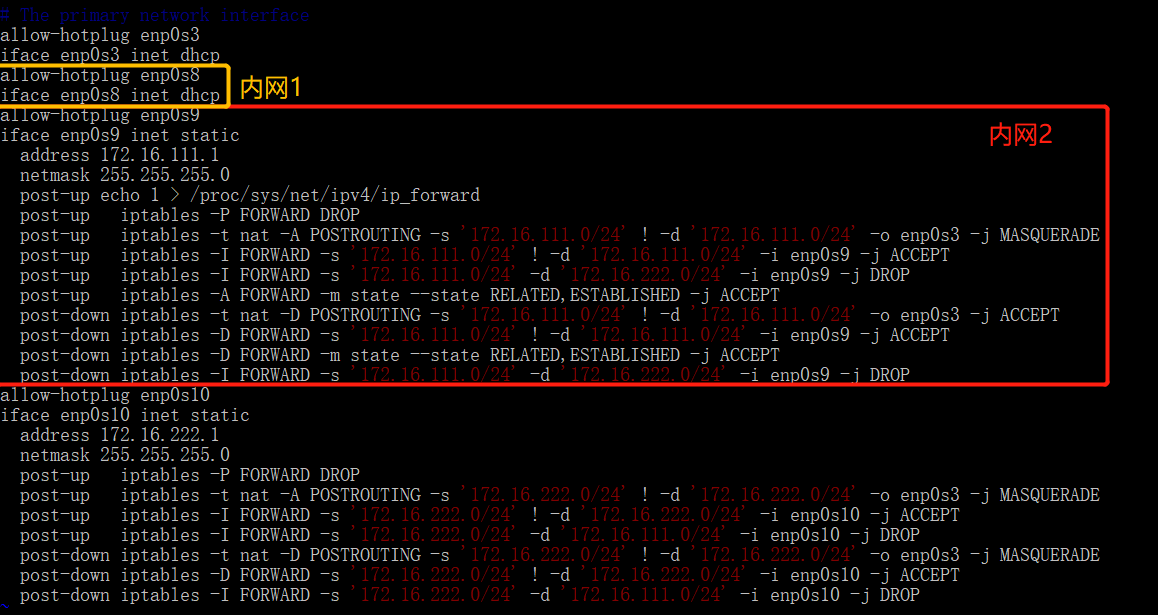 # The primary network interface
allow-hotplug enp0s3
iface enp0s3 inet dhcp
allow-hotplug enp0s8
iface enp0s8 inet dhcp
内网1
allow-hotplug enp0s9
iface enp0s9 inet static
内网2
address 172.16.111.1
netmask 255.255.255.0
post-up echo 1 > /proc/sys/net/ipv4/ip_forward
post-up iptables -P FORWARD DROP
post-up iptables -t nat -A POSTROUTING -s '172.16.111.0/24' ! -d '172.16.111.0/24' -o enp0s3 -j MASQUERADE
post-up iptables -I FORWARD -s '172.16.111.0/24' ! -d '172.16.111.0/24' -i enp0s9 -j ACCEPT
post-up iptables -I FORWARD -s '172.16.111.0/24' -d '172.16.222.0/24' -i enp0s9 -j DROP
post-up iptables -A FORWARD -m state --state RELATED,ESTABLISHED -j ACCEPT
post-down iptables -t nat -D POSTROUTING -s '172.16.111.0/24' ! -d '172.16.111.0/24' -o enp0s3 -j ACCEPT
post-down iptables -D FORWARD -s '172.16.111.0/24' ! -d '172.16.111.0/24' -i enp0s9 -j ACCEPT
post-down iptables -D FORWARD -m state --state RELATED,ESTABLISHED -j ACCEPT
post-down iptables -I FORWARD -s '172.16.111.0/24' -d '172.16.222.0/24' -i enp0s9 -j DROP
allow-hotplug enp0s10
iface enp0s10 inet static
address 172.16.222.1
netmask 255.255.255.0
post-up iptables -P FORWARD DROP
post-up iptables -t nat -A POSTROUTING -s '172.16.222.0/24' ! -d '172.16.222.0/24' -o enp0s3 -j MASQUERADE
post-up iptables -I FORWARD -s '172.16.222.0/24' ! -d '172.16.222.0/24' -i enp0s10 -j ACCEPT
post-up iptables -I FORWARD -s '172.16.222.0/24' -d '172.16.111.0/24' -i enp0s10 -j DROP
post-down iptables -t nat -D POSTROUTING -s '172.16.222.0/24' ! -d '172.16.222.0/24' -o enp0s3 -j MASQUERADE
post-down iptables -D FORWARD -s '172.16.222.0/24' ! -d '172.16.222.0/24' -i enp0s10 -j ACCEPT
post-down iptables -I FORWARD -s '172.16.222.0/24' -d '172.16.111.0/24' -i enp0s10 -j DROP
~